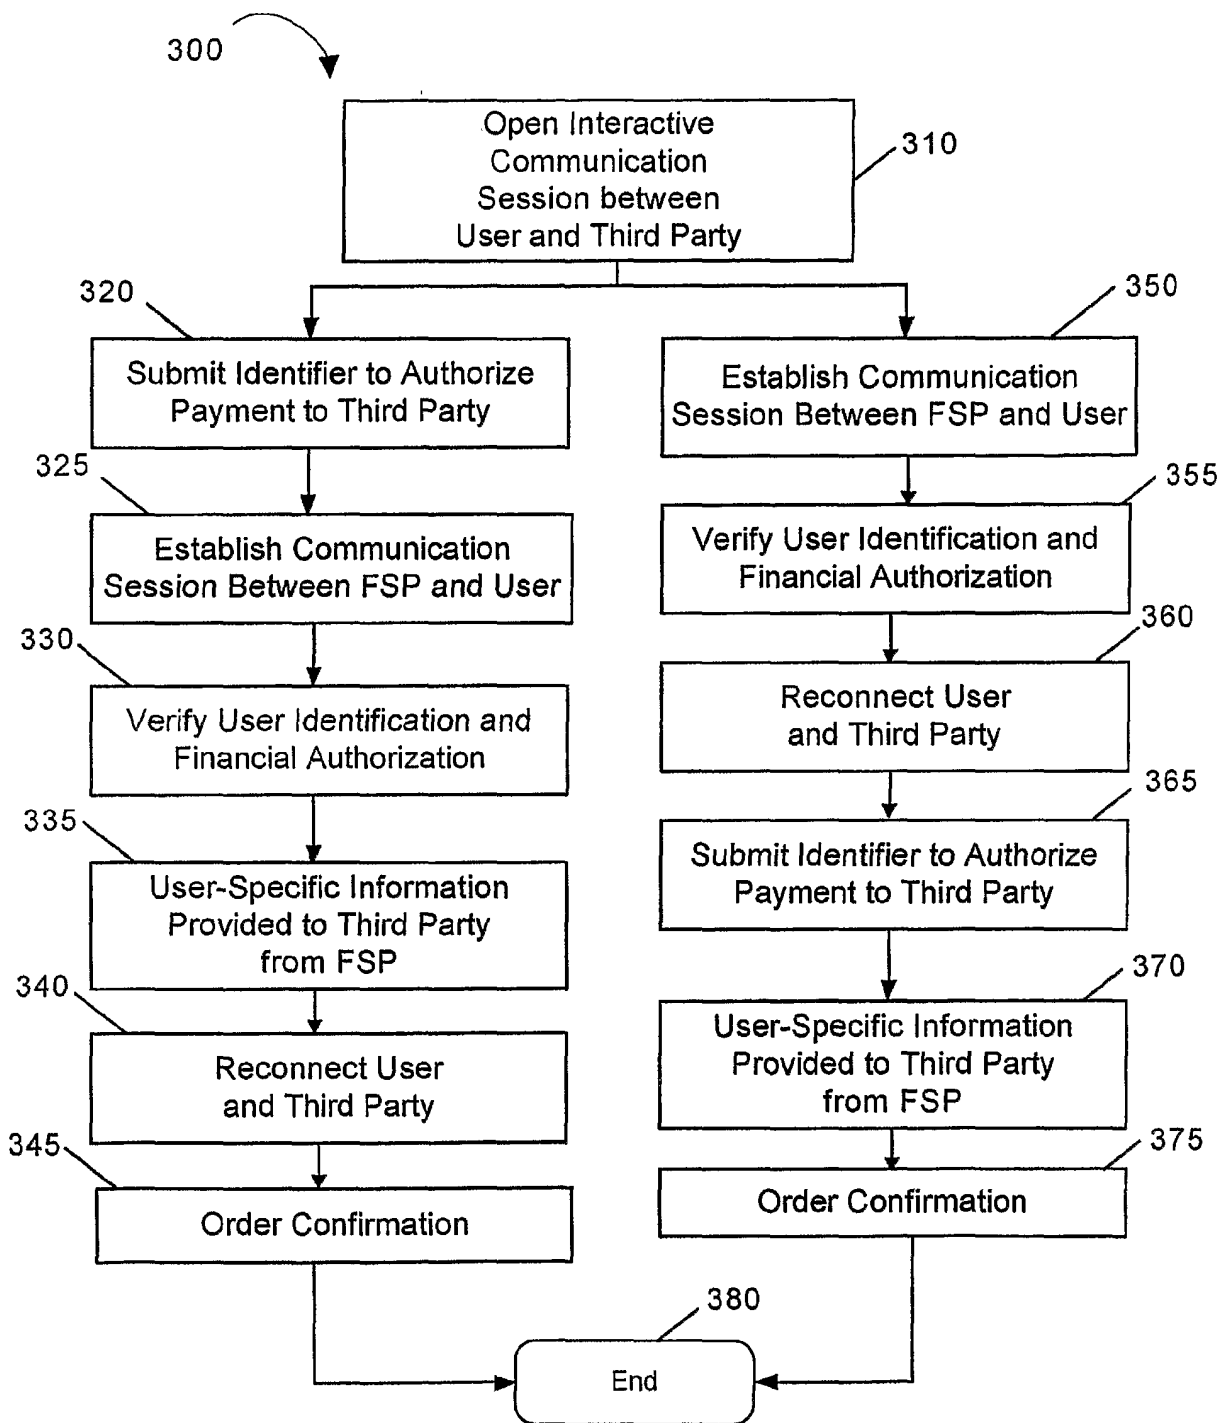 300
Open Interactive
Communication
Session between
User and Third Party
310
320
Submit Identifier to Authorize
Payment to Third Party
325
Establish Communication
Session Between FSP and User
330
Verify User Identification and
Financial Authorization
335
User-Specific Information
Provided to Third Party
from FSP
340
Reconnect User
and Third Party
345
Order Confirmation
350
Establish Communication
Session Between FSP and User
355
Verify User Identification and
Financial Authorization
360
Reconnect User
and Third Party
365
Submit Identifier to Authorize
Payment to Third Party
370
User-Specific Information
Provided to Third Party
from FSP
375
Order Confirmation
380
End